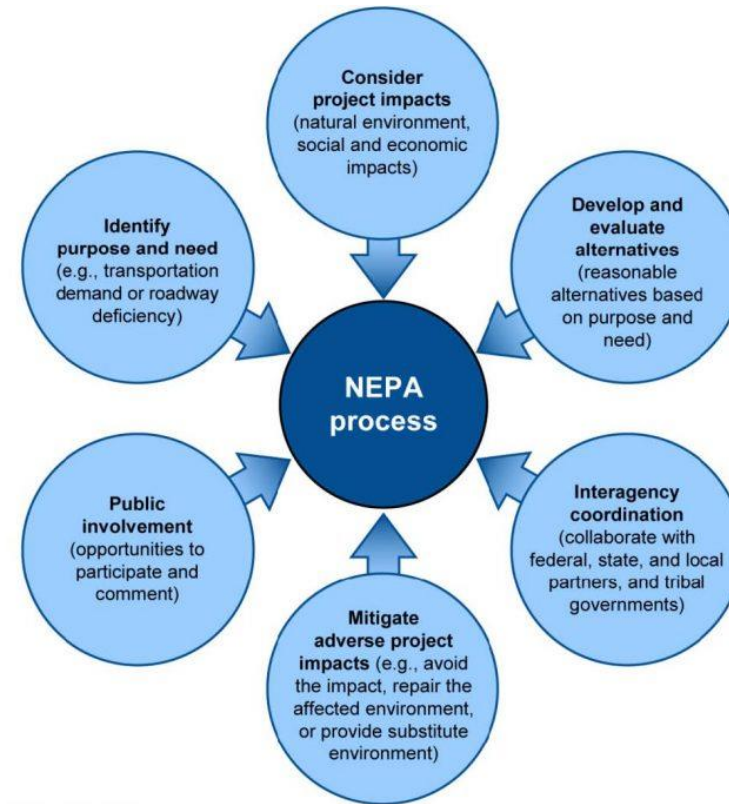 Consider
project impacts
(natural environment,
social and economic
impacts)
Develop and
evaluate
alternatives
(reasonable
alternatives based
on purpose and
need)
Interagency
coordination
(collaborate with
federal, state, and local
partners, and tribal
governments)
Mitigate
adverse project
impacts (e.g., avoid
the impact, repair the
affected environment,
or provide substitute
environment)
Public
involvement
(opportunities to
participate and
comment)
Identify
purpose and need
(e.g., transportation
demand or roadway
deficiency)
NEPA
process